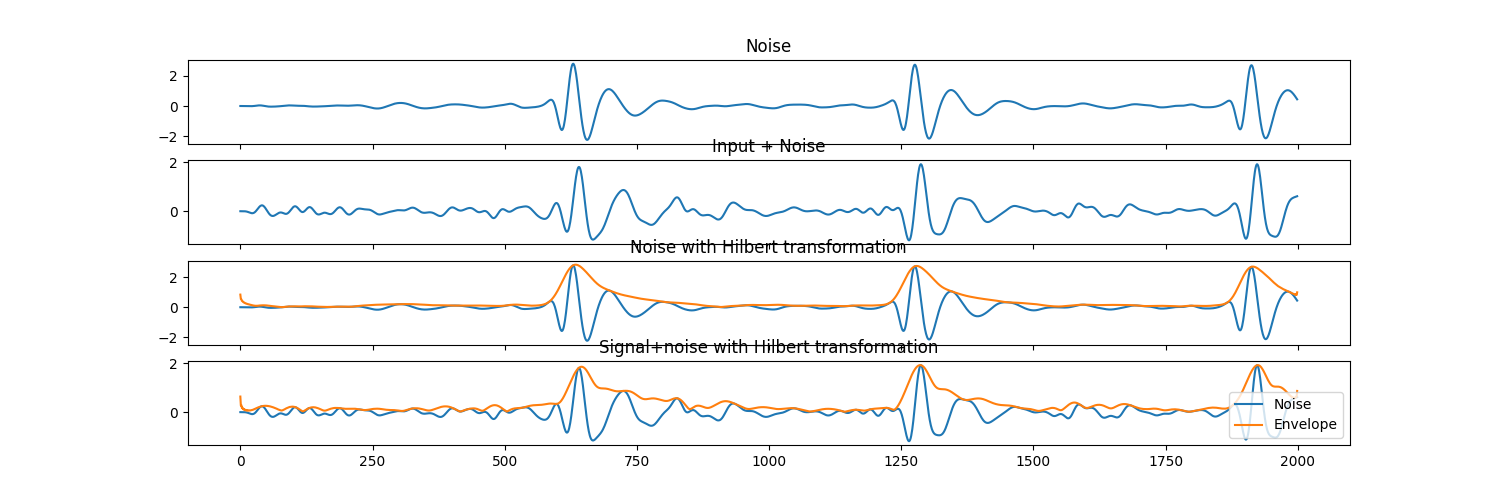 Noise
2
0
−2
Input + Noise
2
0
Noise with Hilbert transformation
2
0
−2
Signal+noise with Hilbert transformation
2
0
Noise
Envelope
0 250 500 750 1000 1250 1500 1750 2000